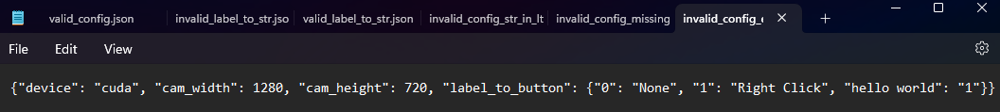 valid_config.json
invalid_label_to_str.jso
valid_label_to_str.json
invalid_config_str_in_lt
invalid_config_missing
invalid_config_
File Edit View
{"device": "cuda", "cam_width": 1280, "cam_height": 720, "label_to_button": {"0": "None", "1": "Right Click", "hello world": "1"}}